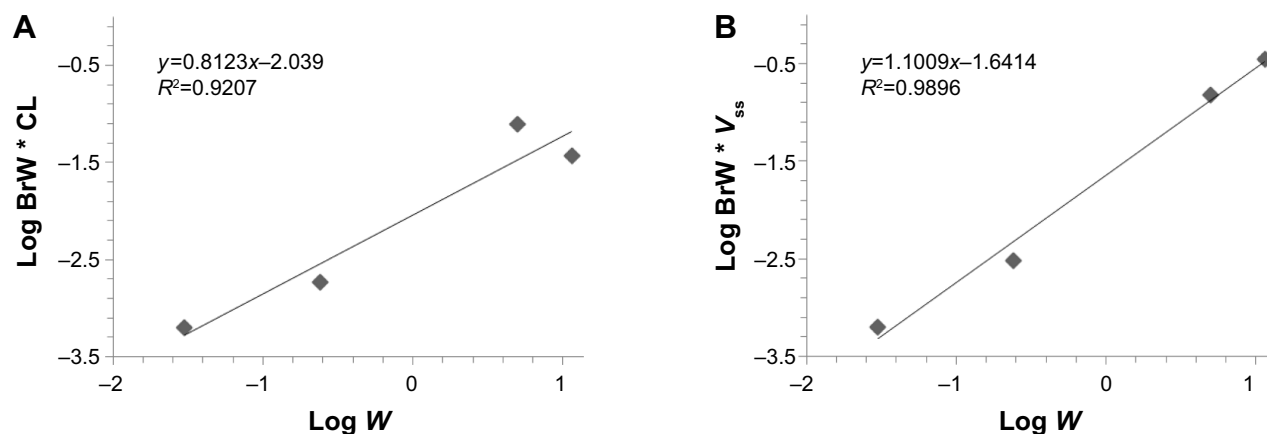 A
y=0.8123x–2.039
R²=0.9207
Log BrW * CL
–0.5
–1.5
–2.5
–3.5
–2
–1
0
1
Log W
B
y=1.1009x–1.6414
R²=0.9896
Log BrW * Vss
–0.5
–1.5
–2.5
–3.5
–2
–1
0
1
Log W